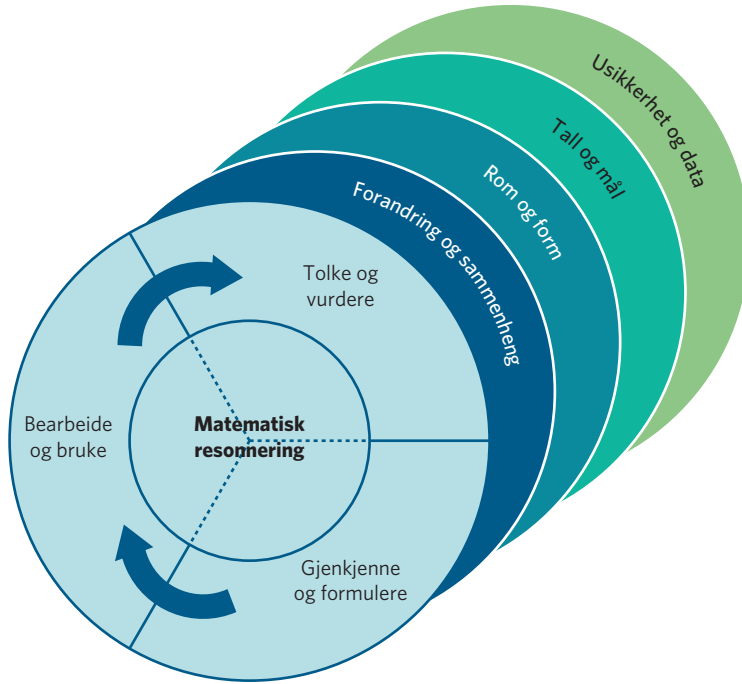 Usikkerhet og data
Tall og mål
Rom og form
Forandring og sammenheng
Tolke og
vurdere
Bearbeide
og bruke
Matematisk
resonnering
Gjenkjenne
og formulere